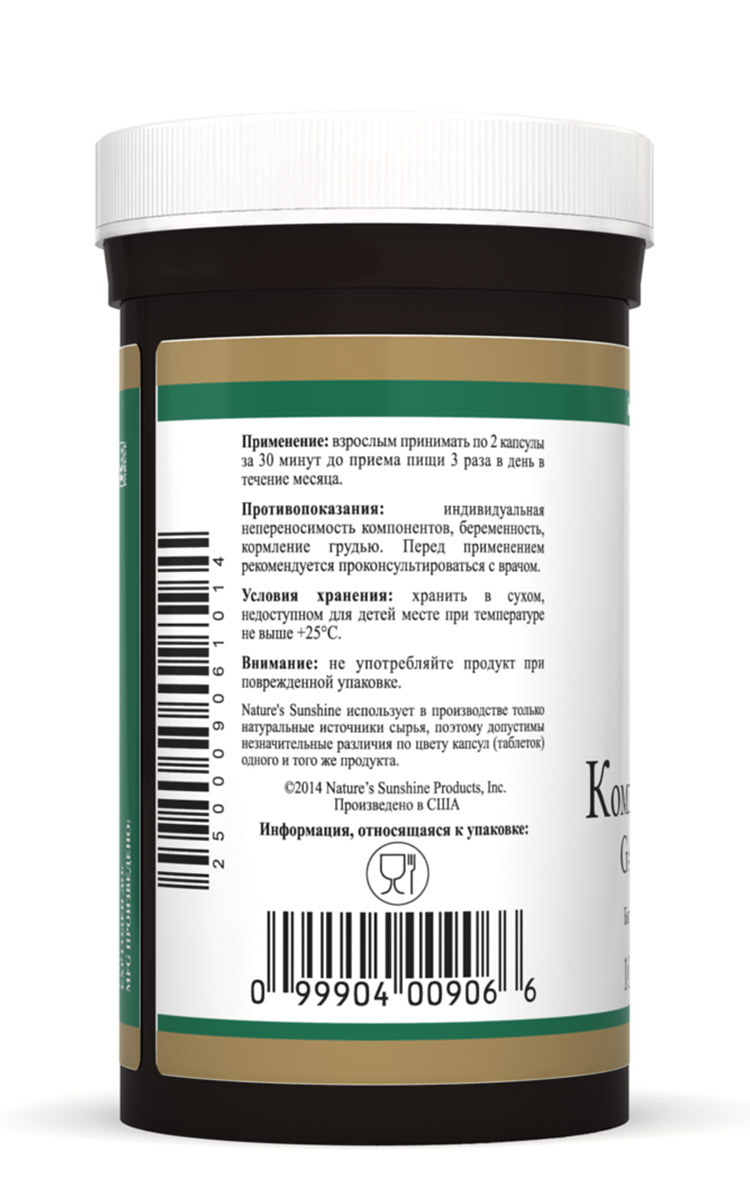 Применение: взрослым принимать по 2 капсулы
за 30 минут до приема пищи 3 раза в день в
течение месяца.
Противопоказания: индивидуальная
непереносимость компонентов, беременность,
кормление грудью. Перед применением
рекомендуется проконсультироваться с врачом.
Условия хранения: хранить в сухом,
недоступном для детей месте при температуре
не выше +25°C.
Внимание: не употребляйте продукт при
поврежденной упаковке.
Nature's Sunshine использует в производстве только
натуральные источники сырья, поэтому допустимы
незначительные различия по цвету капсул (таблеток)
одного и того же продукта.
©2014 Nature's Sunshine Products, Inc.
Произведено в США
Информация, относящаяся к упаковке:
0 99904 00906 6
250009061014
MFG ПРОИЗВЕДЕНО: